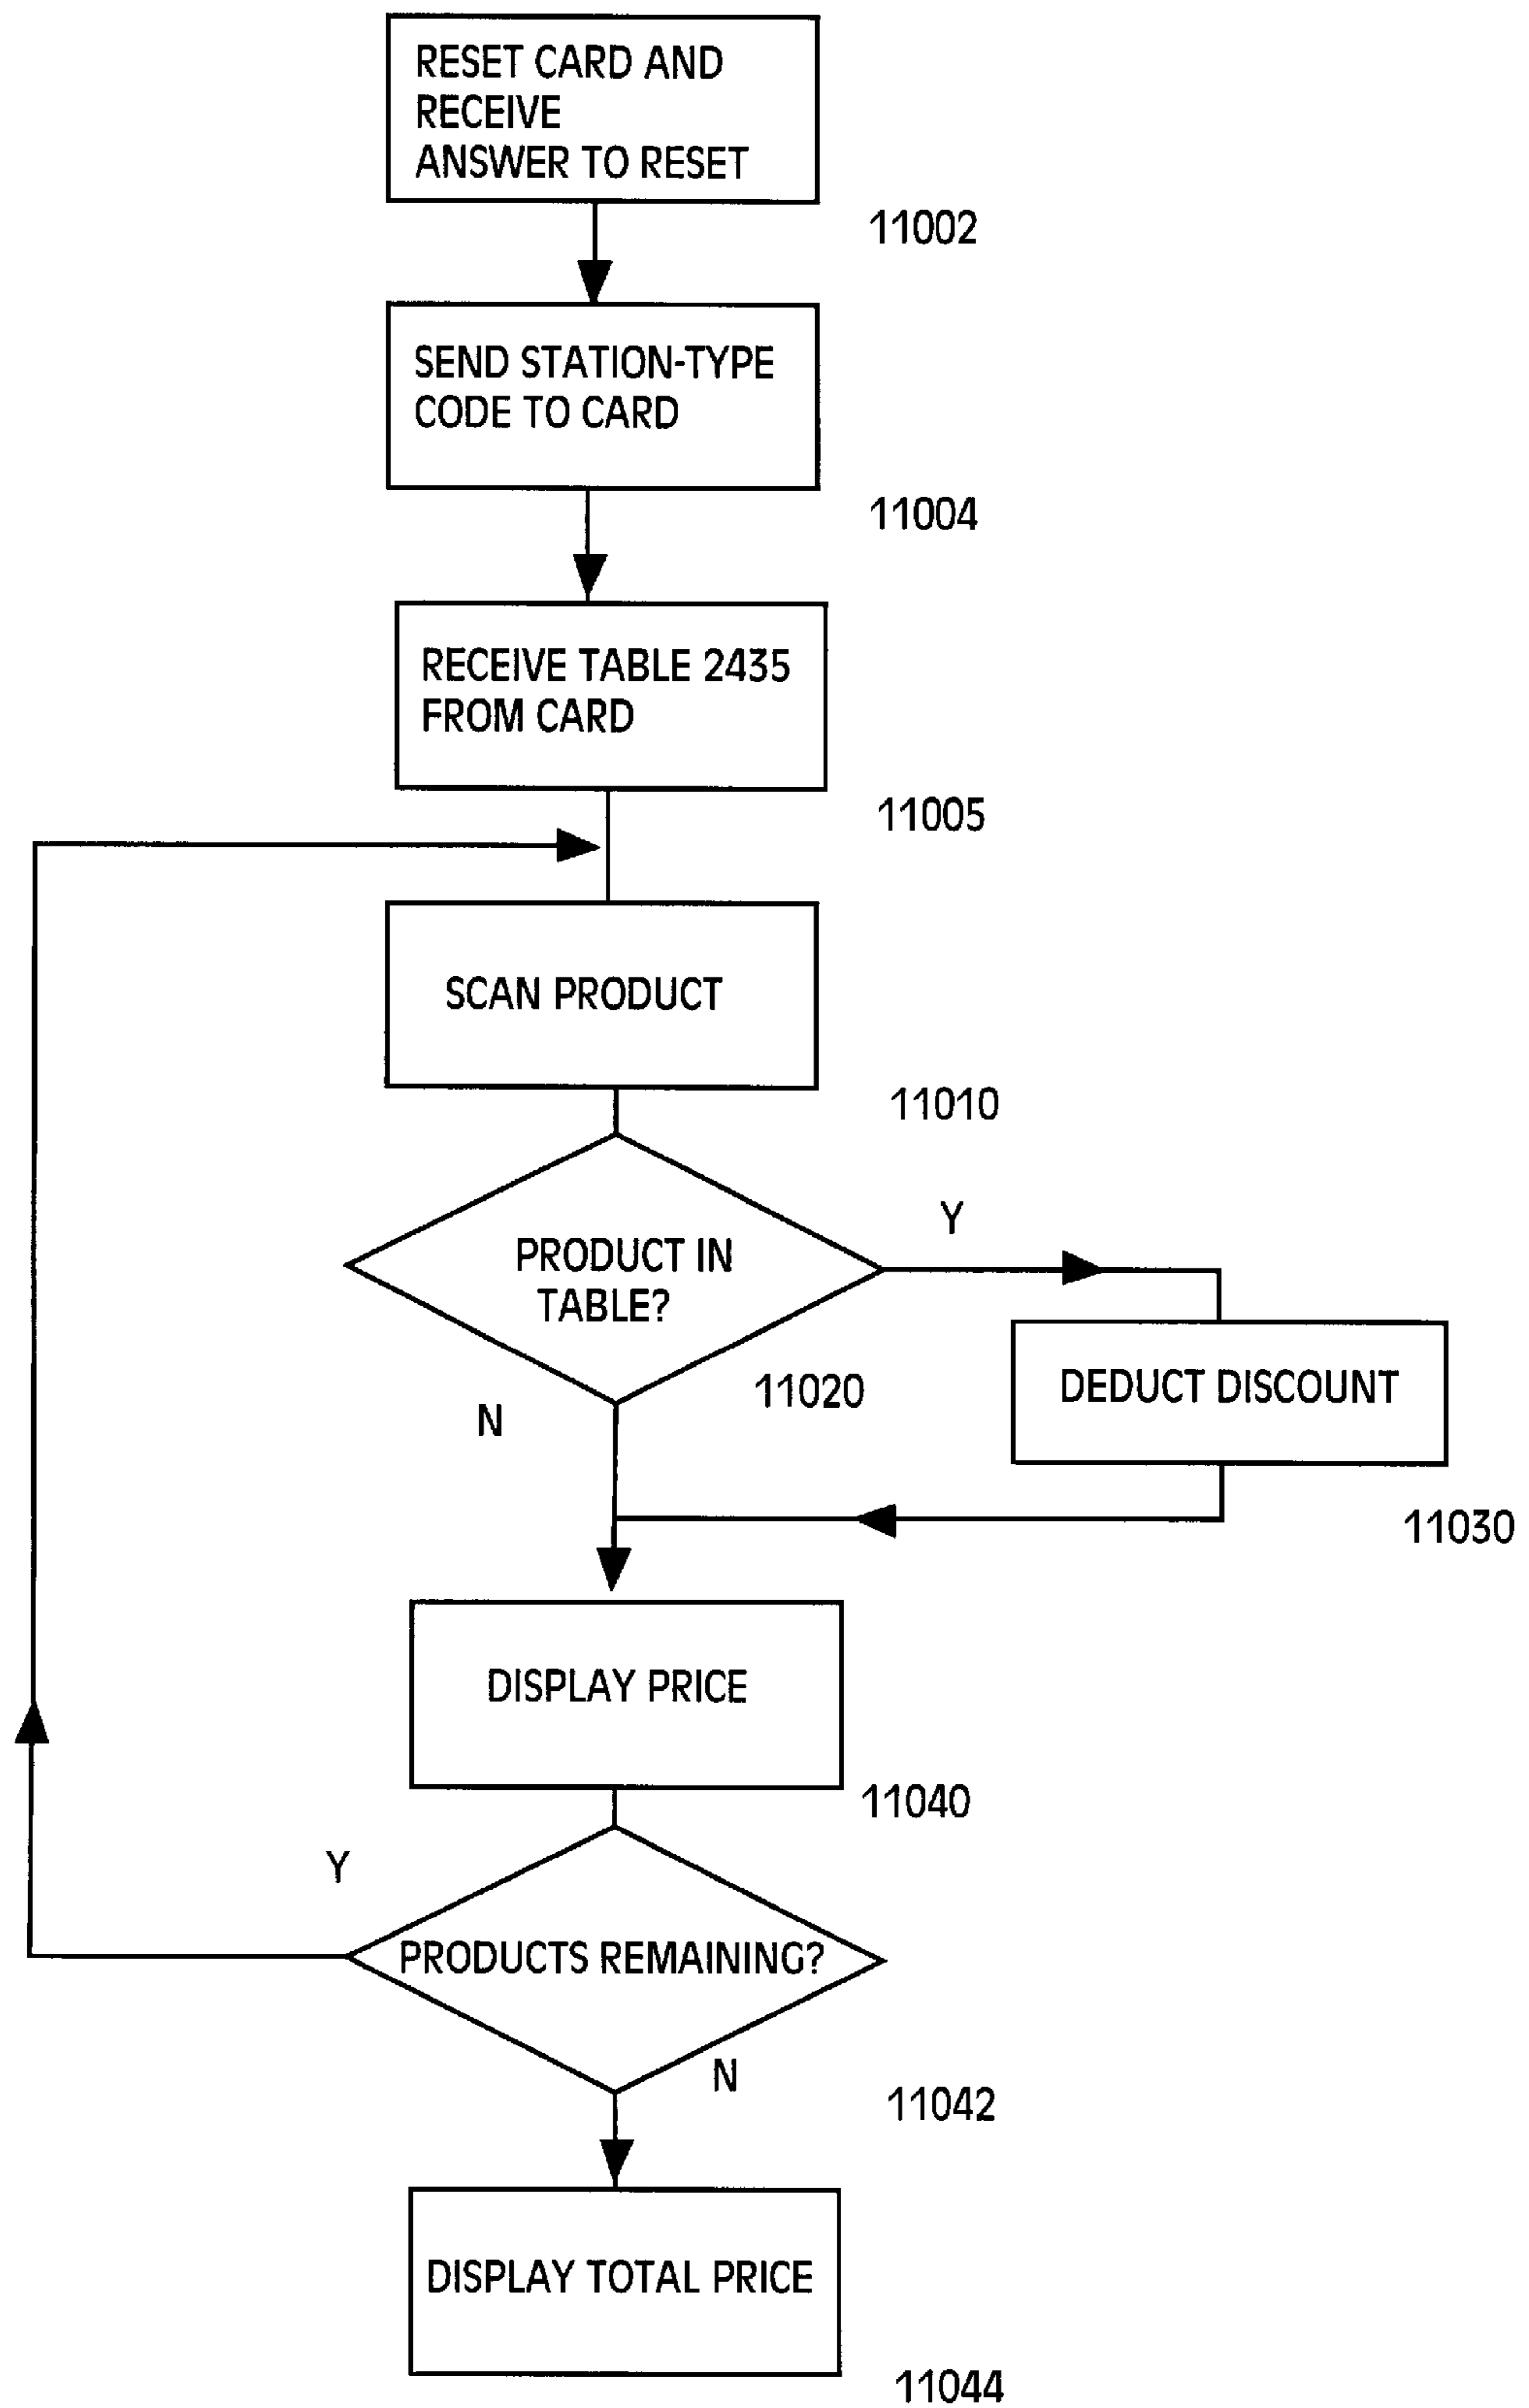 RESET CARD AND
RECEIVE
ANSWER TO RESET
11002
SEND STATION-TYPE
CODE TO CARD
11004
RECEIVE TABLE 2435
FROM CARD
11005
SCAN PRODUCT
11010
PRODUCT IN
TABLE?
Y
11020
N
DEDUCT DISCOUNT
11030
DISPLAY PRICE
11040
Y
PRODUCTS REMAINING?
N
11042
DISPLAY TOTAL PRICE
11044